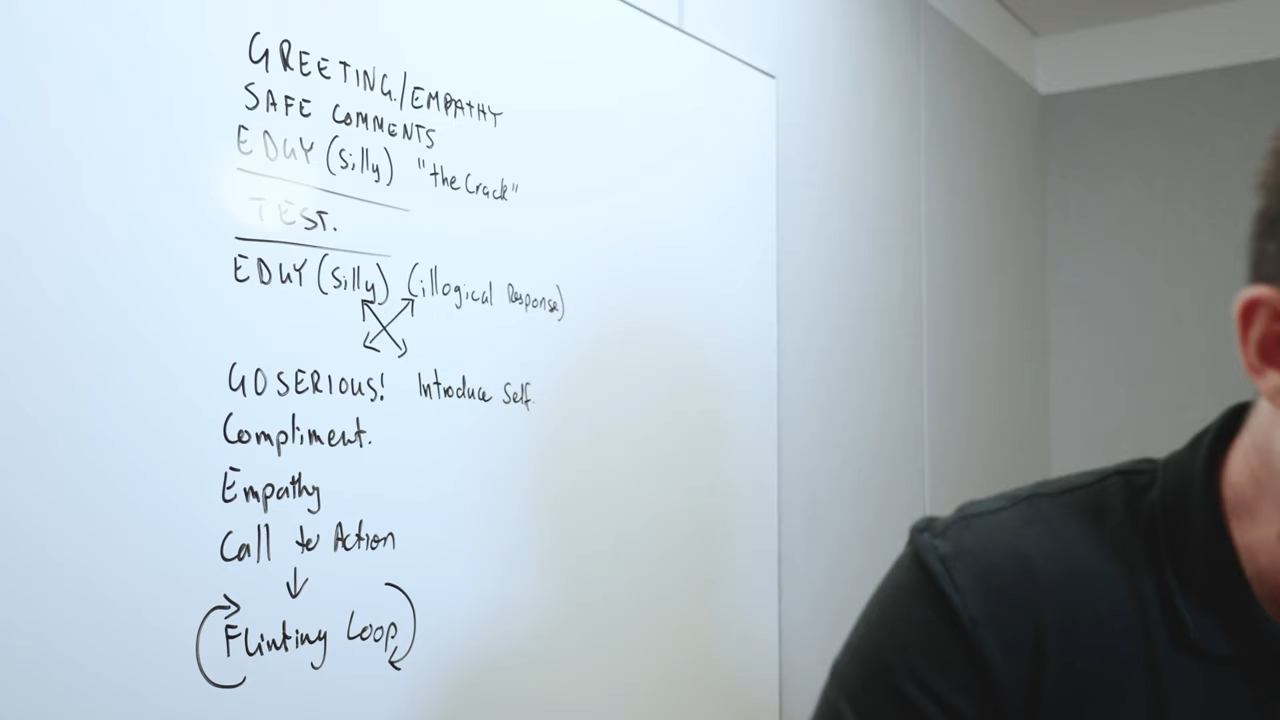 GREETING./EMPATHY
SAFE COMMENTS
EDGY (Silly) "the Crack"
TEST.
EDGY (Silly) (illogical Response)
GO SERIOUS! Introduce Self.
Compliment.
Empathy
Call to Action
Flirting Loop